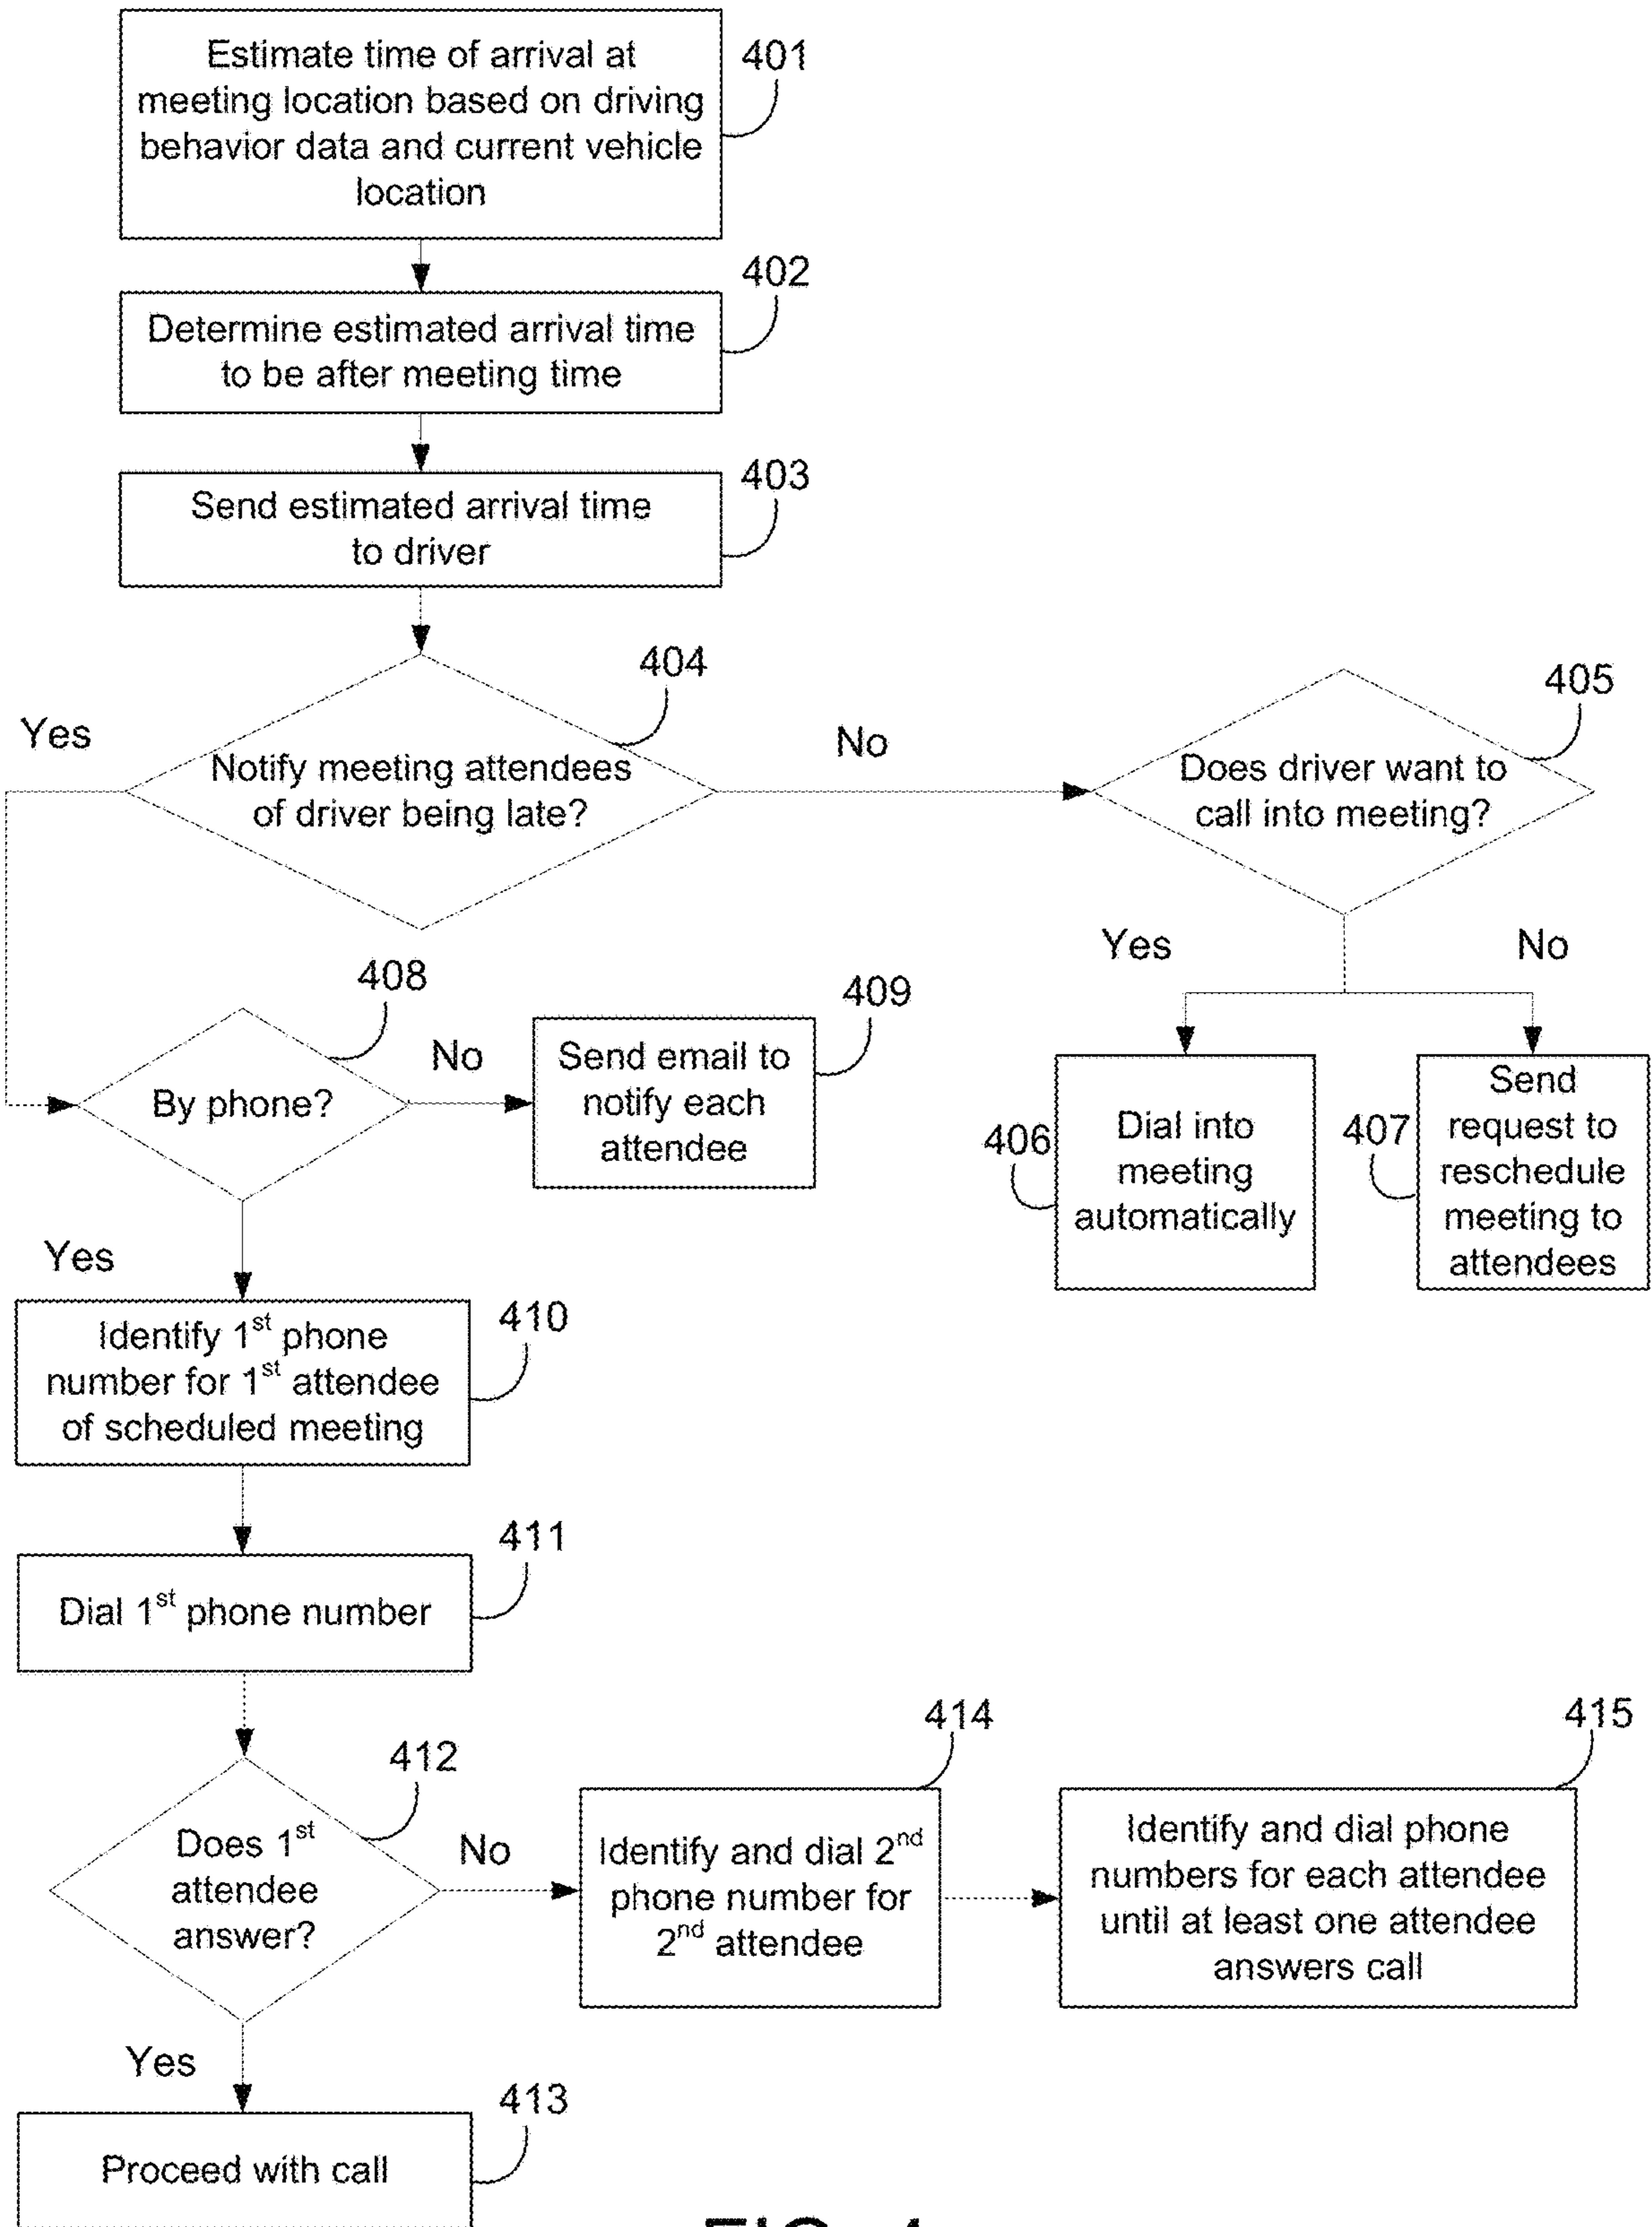 Estimate time of arrival at
meeting location based on driving
behavior data and current vehicle
location
401
402
Determine estimated arrival time
to be after meeting time
403
Send estimated arrival time
to driver
404
405
Yes
No
Notify meeting attendees
of driver being late?
Does driver want to
call into meeting?
Yes
No
408
409
By phone?
No
Send email to
notify each
attendee
406
Dial into
meeting
automatically
407
Send
request to
reschedule
meeting to
attendees
Yes
Identify 1st phone
number for 1st attendee
of scheduled meeting
410
411
Dial 1st phone number
412
414
415
Does 1st
attendee
answer?
No
Identify and dial 2nd
phone number for
2nd attendee
Identify and dial phone
numbers for each attendee
until at least one attendee
answers call
Yes
413
Proceed with call